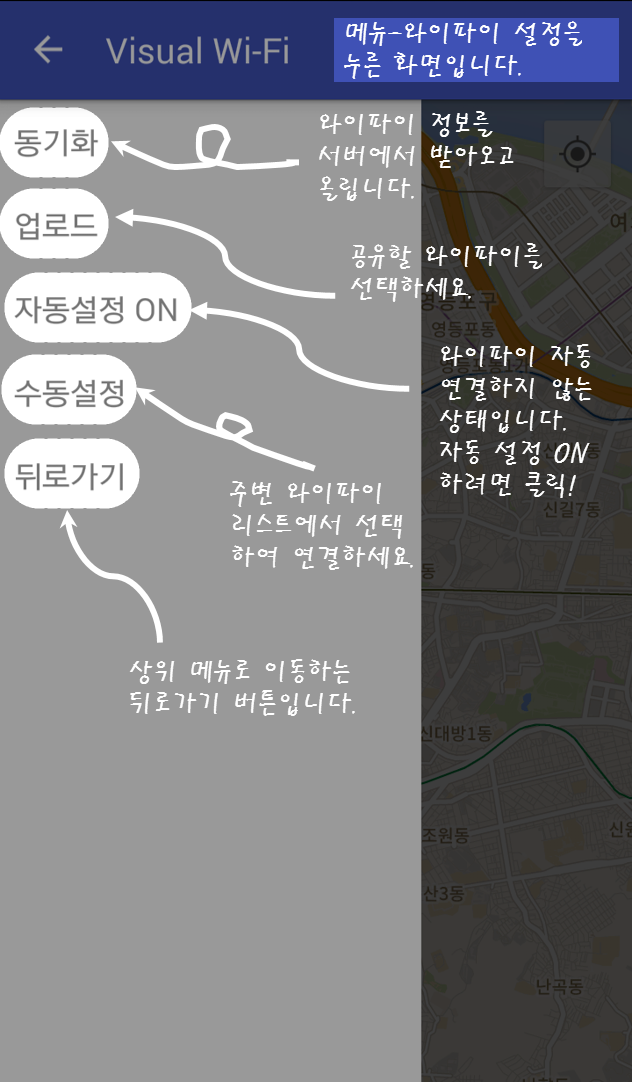 Visual Wi-Fi
메뉴-와이파이 설정을
누른 화면입니다.
동기화
와이파이 정보를
서버에서 받아오고
올립니다.
업로드
공유할 와이파이를
선택하세요.
자동설정 ON
영등포구
영등포동
와이파이 자동
연결하지 않는
상태입니다.
자동 설정 ON
하려면 클릭!
수동설정
주변 와이파이
리스트에서 선택
하여 연결하세요.
뒤로가기
신길7동
동
상위 메뉴로 이동하는
뒤로가기 버튼입니다.
신대방1동
조원동
신원
산3동
난곡동